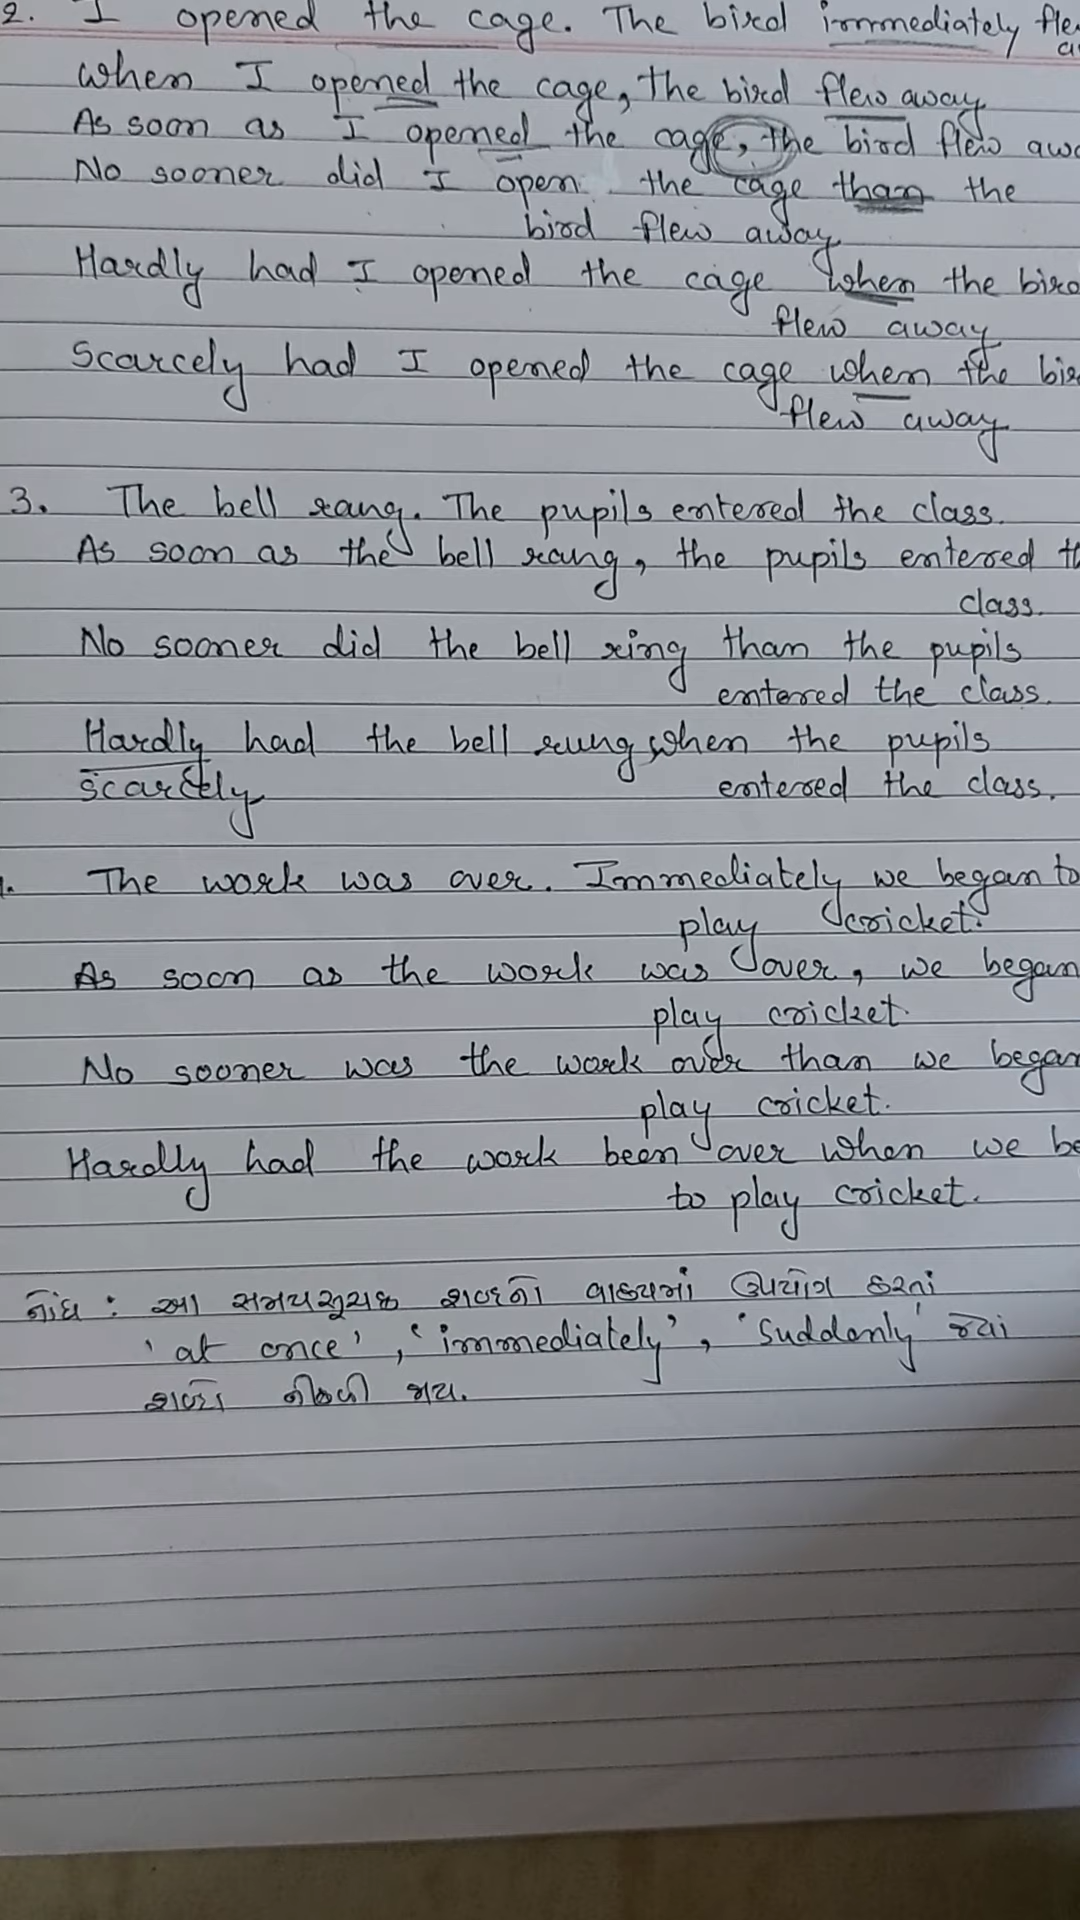 2. I opened the cage. The bird immediately
when I opened the cage, the bird flew away
As soon as I opened the cage, the bird flew
No sooner did I open the cage than the
bird flew away
Hardly had I opened the cage when the
flew away
Scarcely had I opened the cage when the
flew away
3. The bell rang. The pupils entered the class.
As soon as the bell rang, the pupils entered
class.
No sooner did the bell ring than the pupils
entered the class.
Hardly had the bell rung when the pupils
Scarcely entered the class.
The work was over. Immediately we began to
play cricket.
As soon as the work was over, we began
play cricket.
No sooner was the work over than we began
play cricket.
Hardly had the work been over when we
to play cricket.
નોંધ : આ સમયસૂચક શબ્દનો વાક્યમાં ઉપયોગ કરતાં
'at once', 'immediately', 'Suddenly' જેવાં
શબ્દો નીકળી જાય.